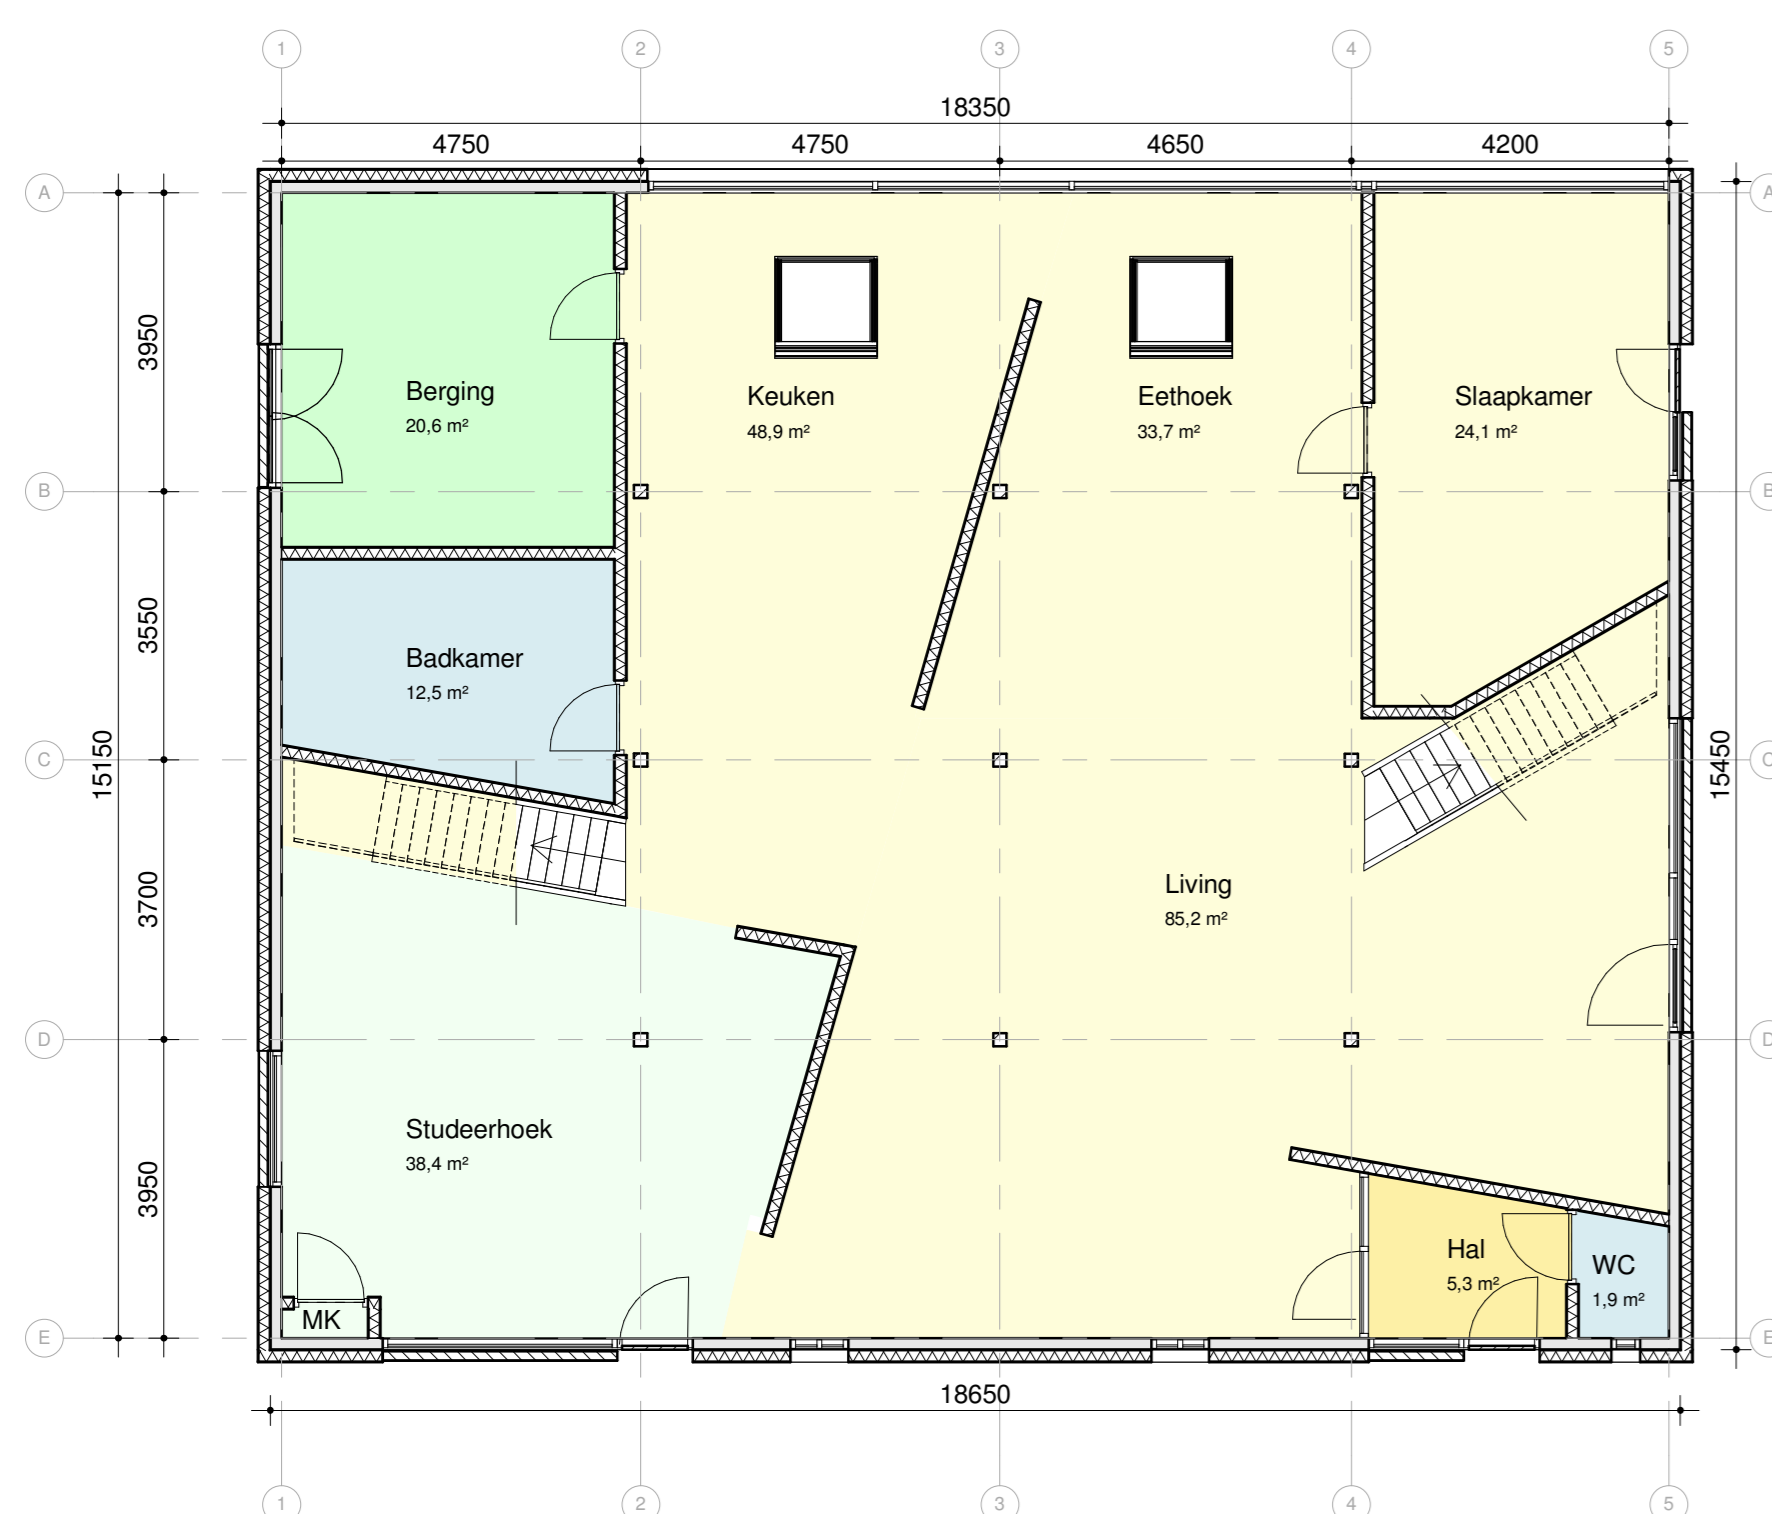 1 2 3 4 5
18350
4750 4750 4650 4200
A A
3950
Berging
20,6 m²
Keuken
48,9 m²
Eethoek
33,7 m²
Slaapkamer
24,1 m²
B B
3550
Badkamer
12,5 m²
15150
15450
C C
3700
Living
85,2 m²
D D
Studeerhoek
38,4 m²
3950
Hal
5,3 m²
WC
1,9 m²
MK
E E
18650
1 2 3 4 5